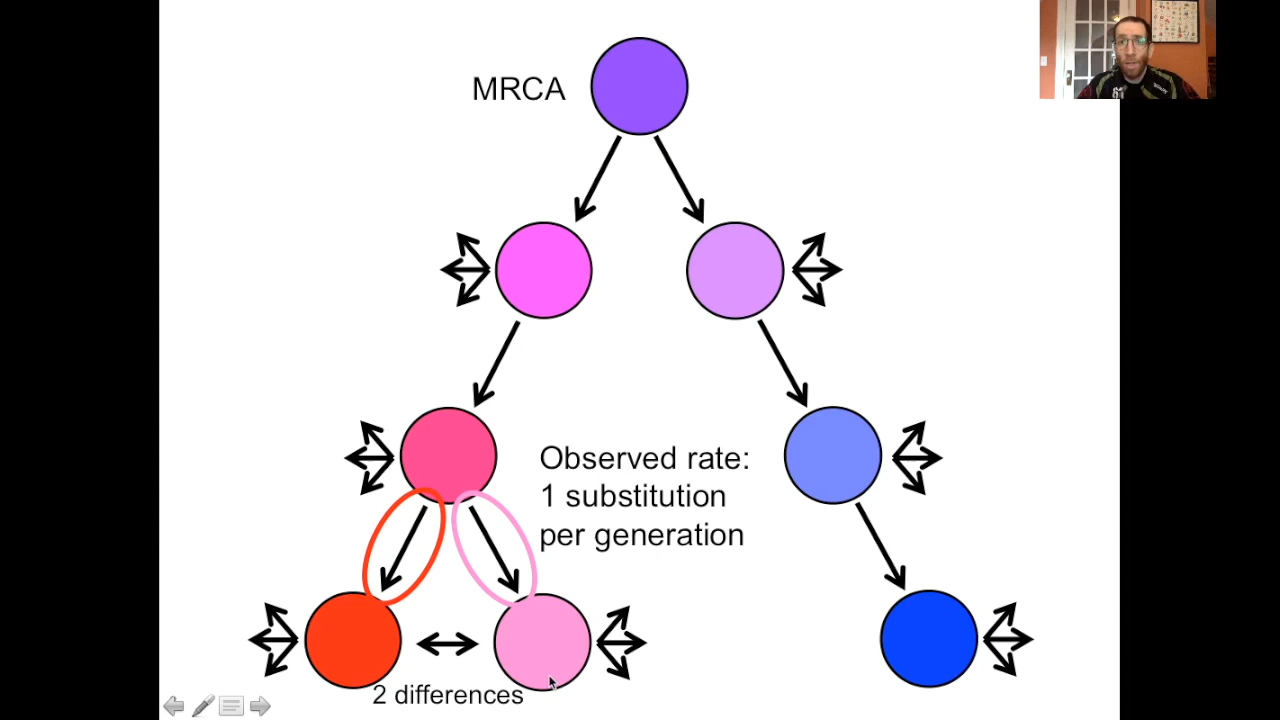 MRCA
Observed rate:
1 substitution
per generation
2 differences